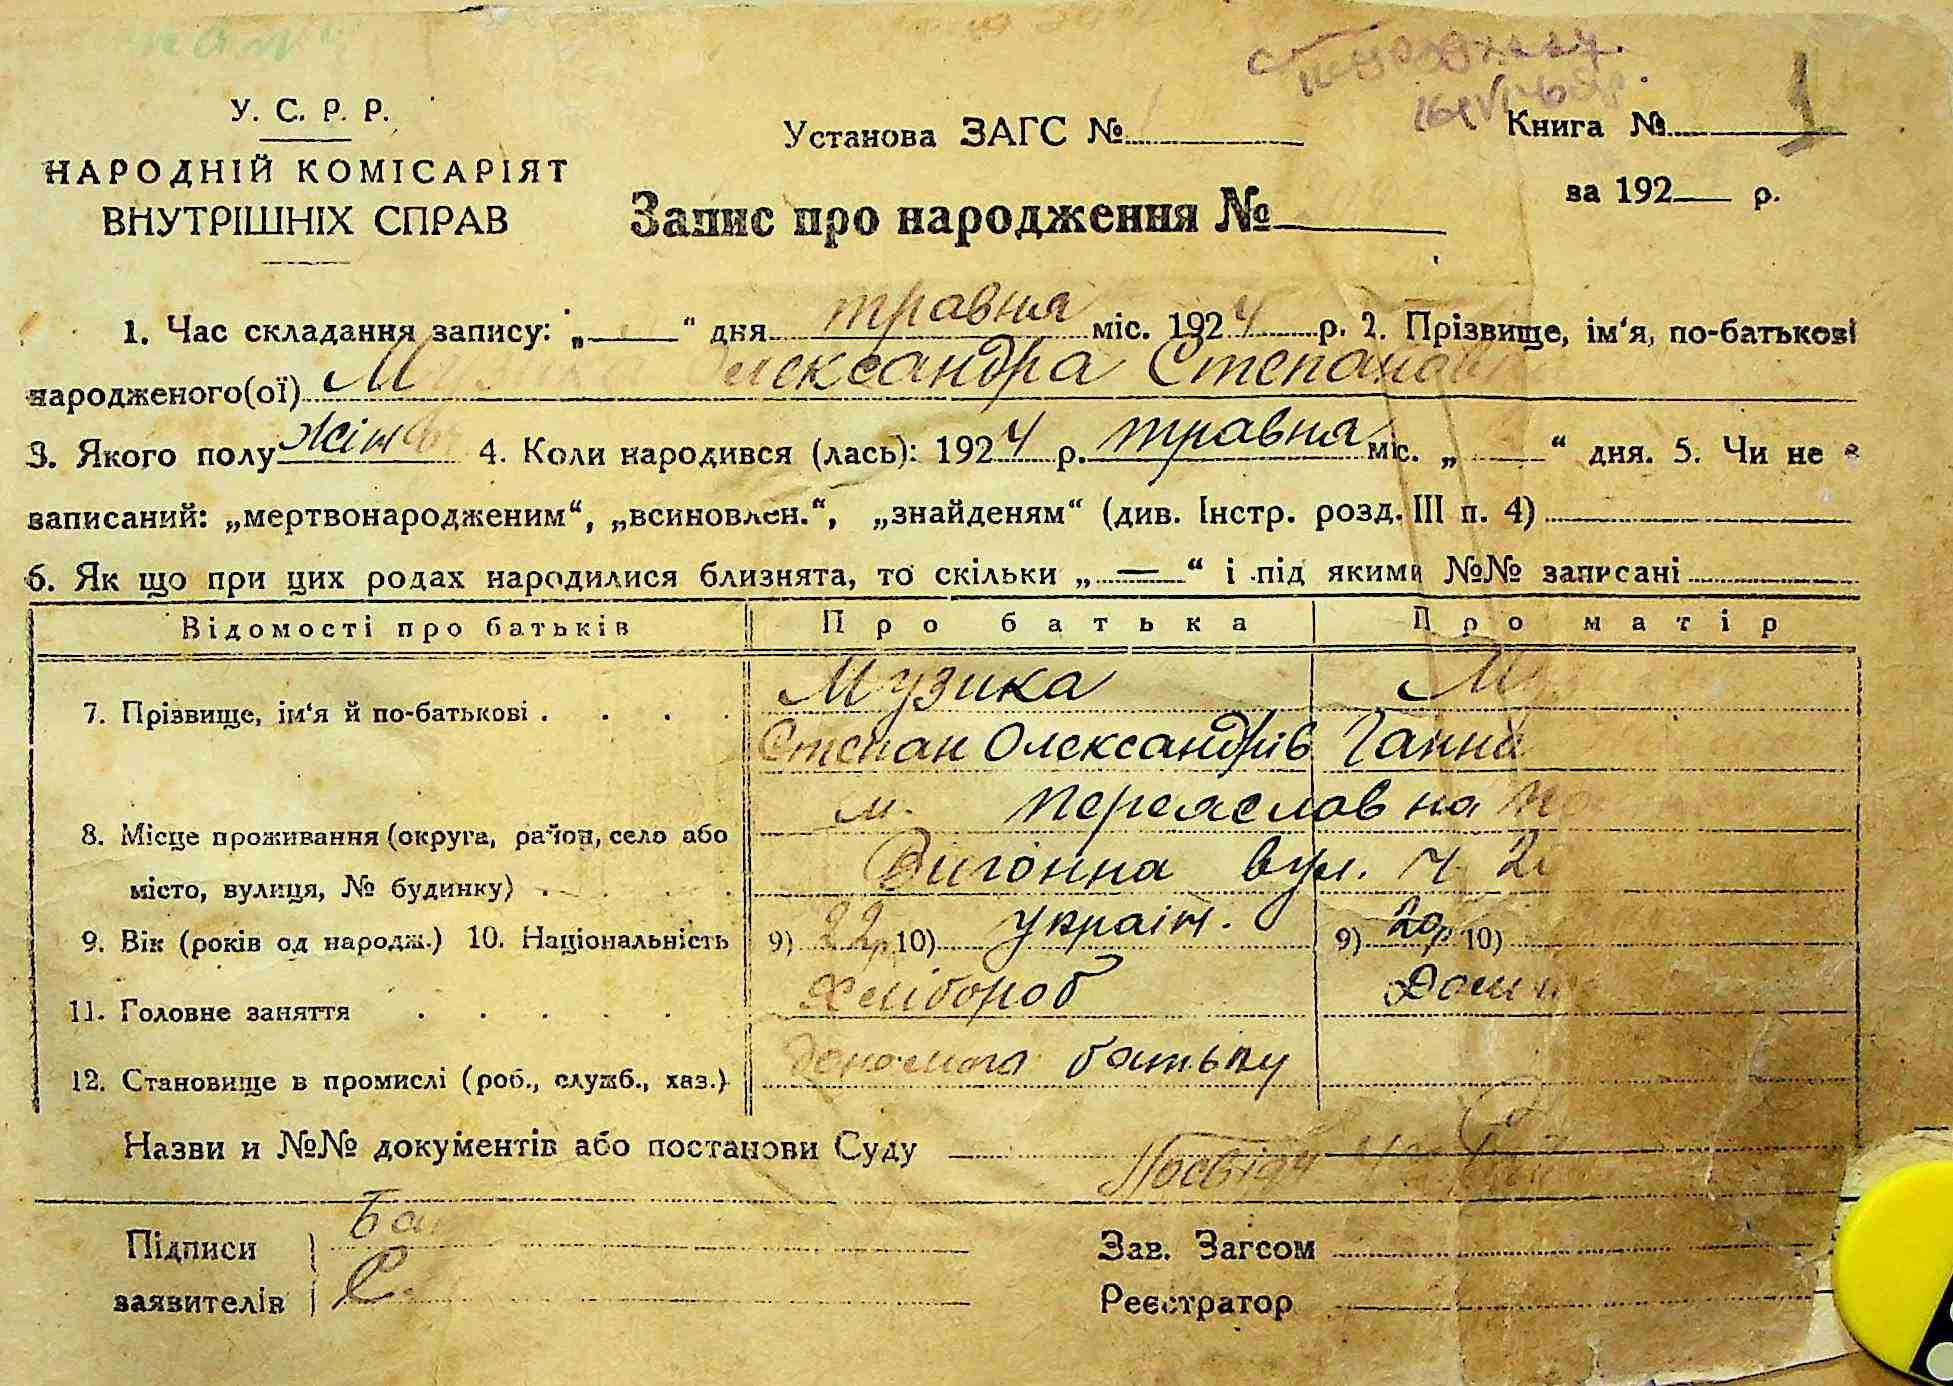 У. С. Р. Р.
НАРОДНІЙ КОМІСАРІЯТ
ВНУТРІШНІХ СПРАВ
Установа ЗАГС №
Книга № 1
за 192 р.
Запис про народження №
1. Час складання запису: „ “ дня травня міс. 1924 р. 2. Прізвище, ім‘я, по-батькові
народженого(ої) Олександра
3. Якого полу 4. Коли народився (лась): 1924 р. травня міс. „ “ дня. 5. Чи не є
записаний: „мертвонародженим“, „всиновлен.“, „знайденям“ (див. Інстр. розд. III п. 4)
6. Як що при цих родах народилися близнята, то скільки „ — “ і під якими №№ записані
Відомості про батьків Про батька Про матір
7. Прізвище, ім‘я й по-батькові Музика
Степан Олександрів Ганна
8. Місце проживання (округа, район, село або м. Переяслов на
місто, вулиця, № будинку) Вигонна вул. Ч
9. Вік (років од народж.) 10. Національність 9) 22 р. 10) україн. 9) 20 р 10)
11. Головне заняття Хлібороб
12. Становище в промислі (роб., служб., хаз.) допомога батьку
Назви и №№ документів або постанови Суду
Підписи
заявителів
Зав. Загсом
Реєстратор